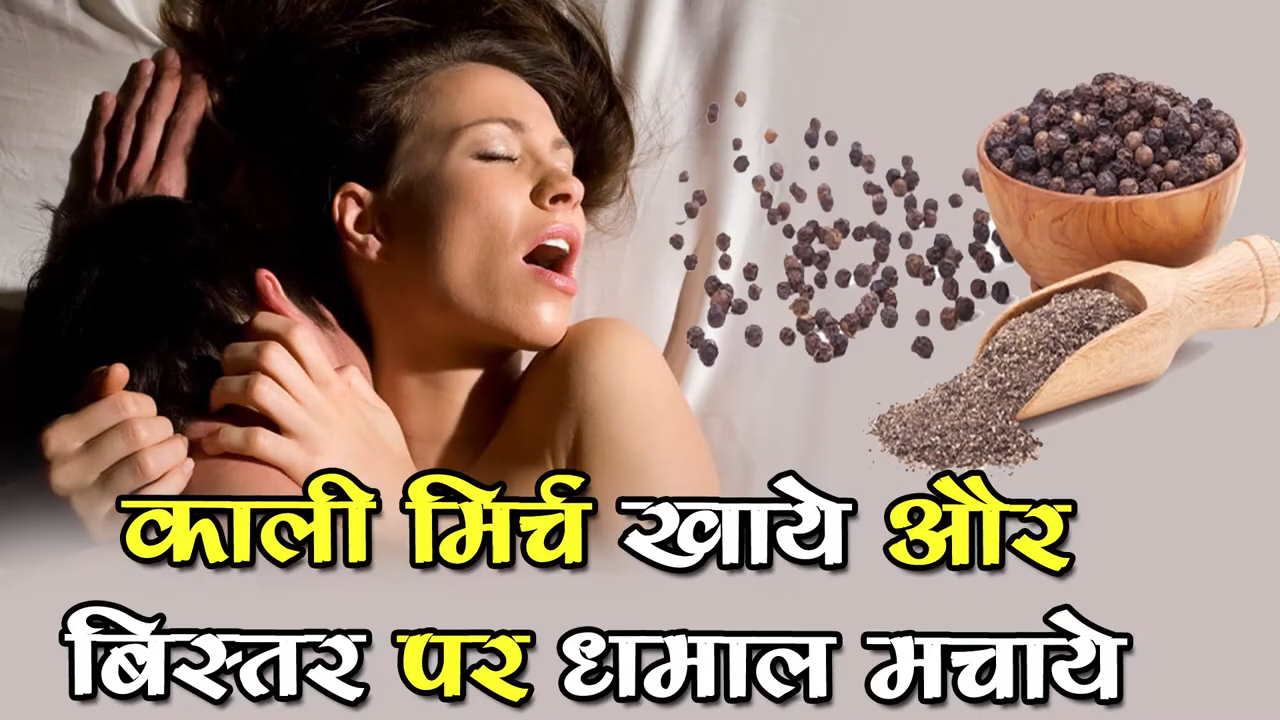 काली मिर्च खाये और
बिस्तर पर धमाल मचाये